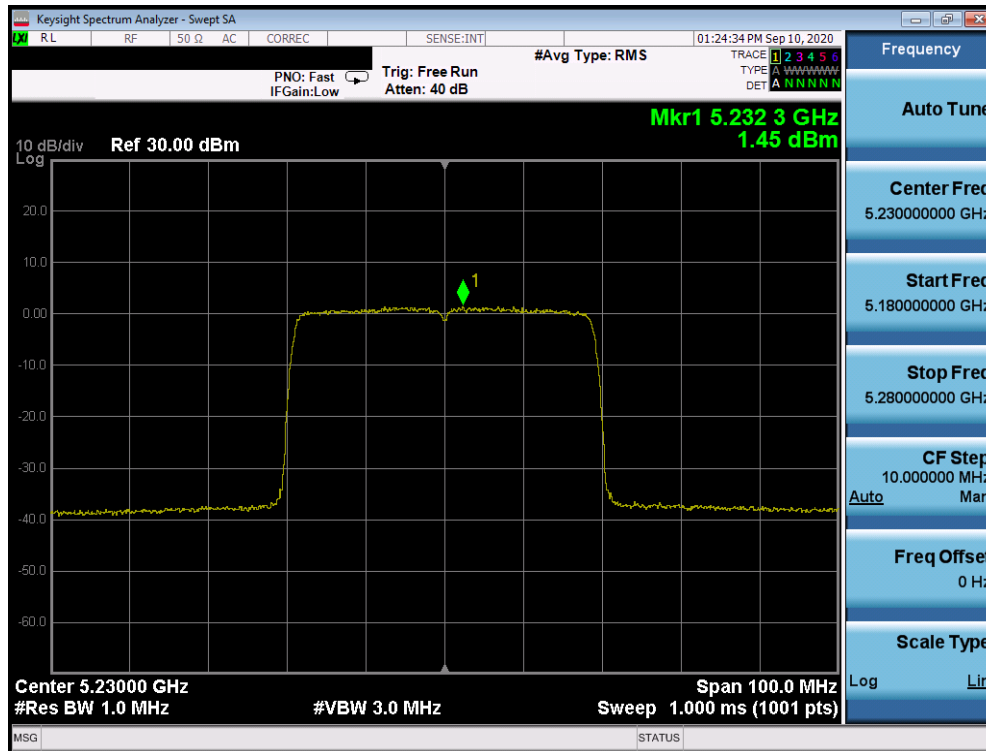 Keysight Spectrum Analyzer - Swept SA
LXI RL RF 50 Ω AC CORREC SENSE:INT 01:24:34 PM Sep 10, 2020
#Avg Type: RMS
TRACE 1 2 3 4 5 6
TYPE A WWWWW
DET A N N N N N
PNO: Fast
IFGain:Low
Trig: Free Run
Atten: 40 dB
Mkr1 5.232 3 GHz
1.45 dBm
10 dB/div Ref 30.00 dBm
Log
20.0
10.0
0.00
-10.0
-20.0
-30.0
-40.0
-50.0
-60.0
1
Center 5.23000 GHz
Span 100.0 MHz
#Res BW 1.0 MHz
#VBW 3.0 MHz
Sweep 1.000 ms (1001 pts)
MSG
STATUS
Frequency
Auto Tune
Center Freq
5.230000000 GHz
Start Freq
5.180000000 GHz
Stop Freq
5.280000000 GHz
CF Step
10.000000 MHz
Auto Man
Freq Offset
0 Hz
Scale Type
Log Lin